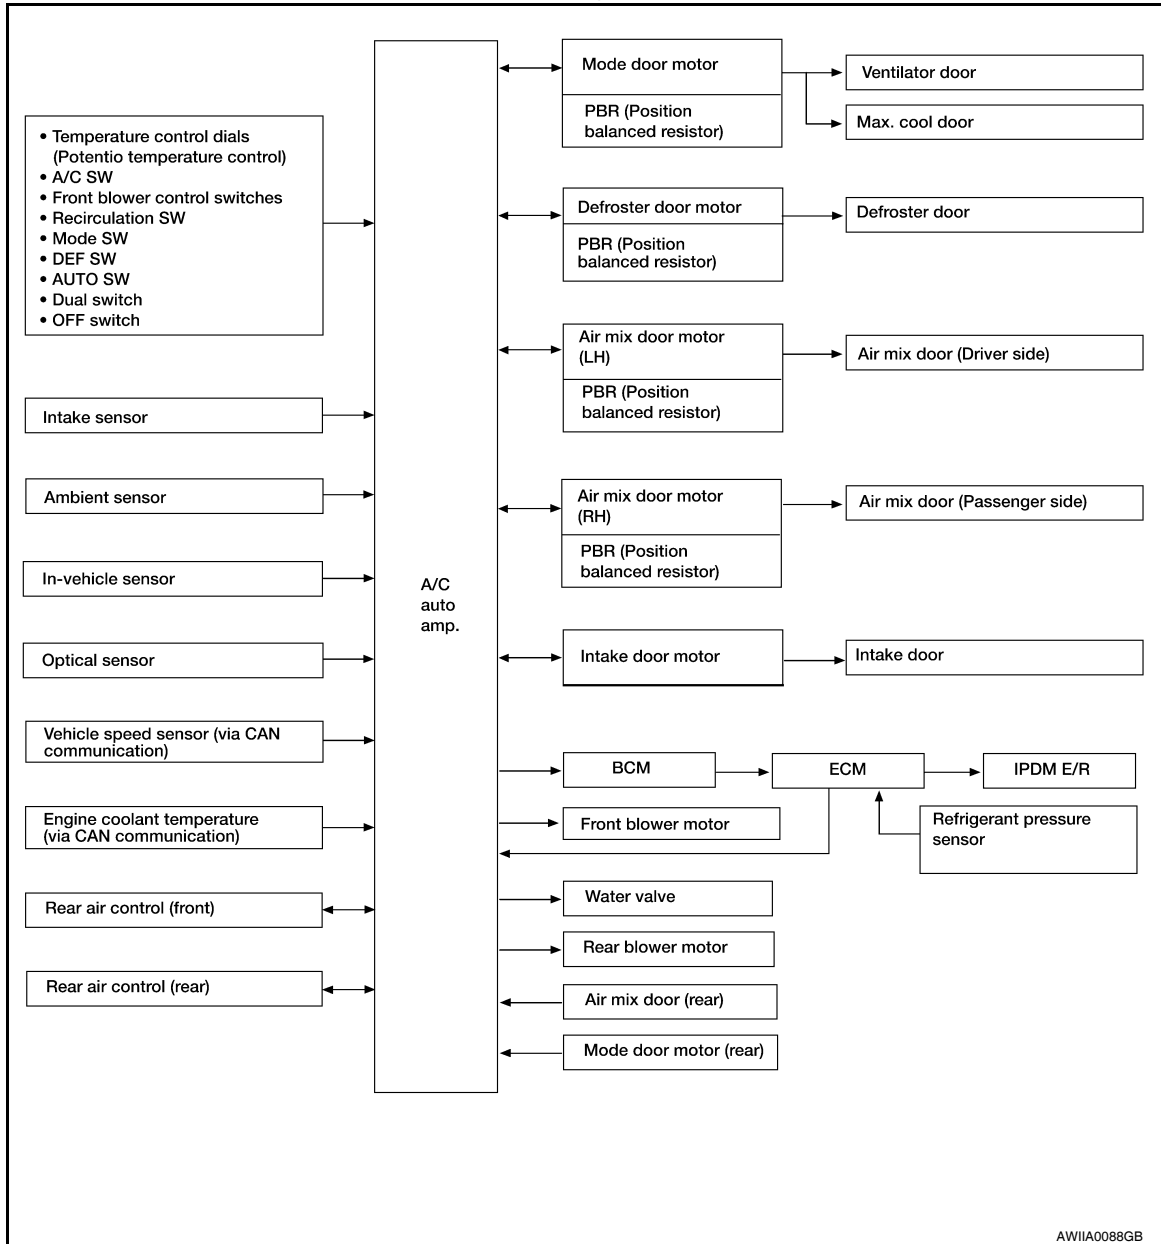 • Temperature control dials
(Potentio temperature control)
• A/C SW
• Front blower control switches
• Recirculation SW
• Mode SW
• DEF SW
• AUTO SW
• Dual switch
• OFF switch
Intake sensor
Ambient sensor
In-vehicle sensor
Optical sensor
Vehicle speed sensor (via CAN
communication)
Engine coolant temperature
(via CAN communication)
Rear air control (front)
Rear air control (rear)
A/C
auto
amp.
Mode door motor
PBR (Position
balanced resistor)
Ventilator door
Max. cool door
Defroster door motor
PBR (Position
balanced resistor)
Defroster door
Air mix door motor
(LH)
PBR (Position
balanced resistor)
Air mix door (Driver side)
Air mix door motor
(RH)
PBR (Position
balanced resistor)
Air mix door (Passenger side)
Intake door motor
Intake door
BCM
ECM
IPDM E/R
Front blower motor
Refrigerant pressure
sensor
Water valve
Rear blower motor
Air mix door (rear)
Mode door motor (rear)
AWIIA0088GB